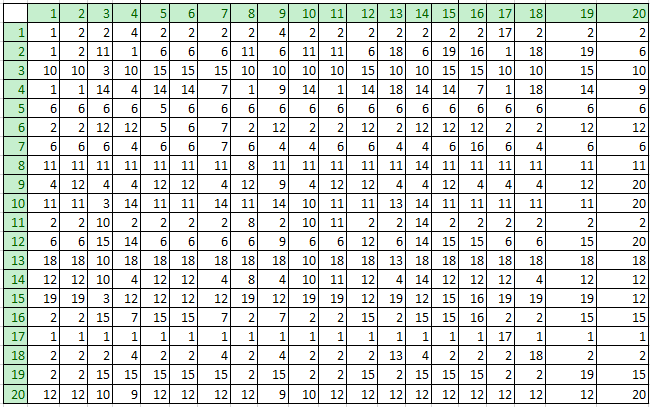 1 2 3 4 5 6 7 8 9 10 11 12 13 14 15 16 17 18 19 20
1 1 2 2 4 2 2 2 2 4 2 2 2 2 2 2 2 17 2 2 2
2 1 2 11 1 6 6 6 11 6 11 11 6 18 6 19 16 1 18 19 6
3 10 10 3 10 15 15 15 10 10 10 10 15 10 10 15 15 10 10 15 10
4 1 1 14 4 14 14 7 1 9 14 1 14 18 14 14 7 1 18 14 9
5 6 6 6 6 5 6 6 6 6 6 6 6 6 6 6 6 6 6 6 6
6 2 2 12 12 5 6 7 2 12 2 2 12 2 12 12 12 2 2 12 12
7 6 6 6 4 6 6 7 6 4 4 6 6 4 4 6 16 6 4 6 6
8 11 11 11 11 11 11 11 8 11 11 11 11 11 14 11 11 11 11 11 11
9 4 12 4 4 12 12 4 12 9 4 12 12 4 4 12 4 4 4 12 20
10 11 11 3 14 11 11 14 11 14 10 11 11 13 14 11 11 11 11 11 20
11 2 2 10 2 2 2 2 8 2 10 11 2 2 14 2 2 2 2 2 2
12 6 6 15 14 6 6 6 6 9 6 6 12 6 14 15 15 6 6 15 20
13 18 18 10 18 18 18 18 18 18 10 18 18 13 18 18 18 18 18 18 18
14 12 12 10 4 12 12 4 8 4 10 11 12 4 14 12 12 12 4 12 12
15 19 19 3 12 12 12 12 19 12 19 19 12 19 12 15 16 19 19 19 12
16 2 2 15 7 15 15 7 2 7 2 2 15 2 15 15 16 2 2 15 15
17 1 1 1 1 1 1 1 1 1 1 1 1 1 1 1 1 17 1 1 1
18 2 2 2 4 2 2 4 2 4 2 2 2 13 4 2 2 2 18 2 2
19 2 2 15 15 15 15 15 2 15 2 2 15 2 15 15 15 2 2 19 15
20 12 12 10 9 12 12 12 12 9 10 12 12 12 12 12 12 12 12 12 20